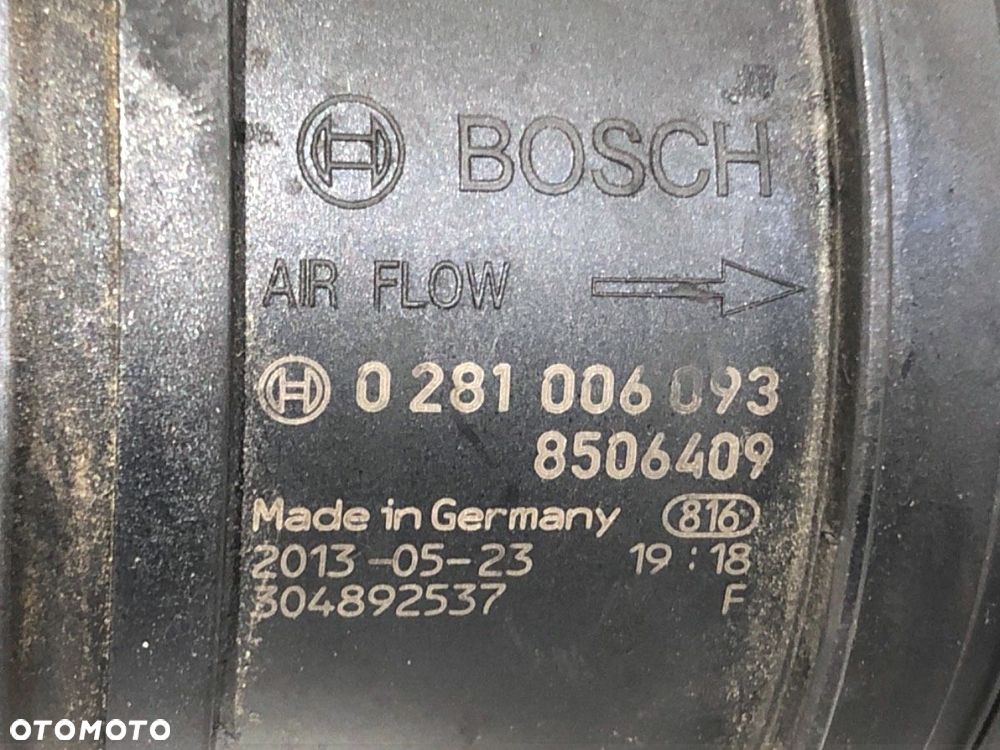 BOSCH
AIR FLOW
0 281 006 093
8506409
Made in Germany 816
2013-05-23 19:18
304892537 F
OTOMOTO